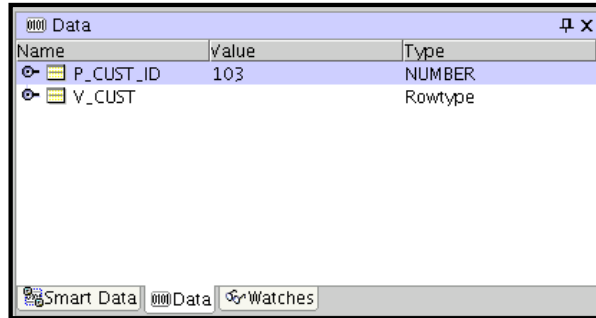 Data
Name Value Type
P_CUST_ID 103 NUMBER
V_CUST Rowtype
Smart Data Data Watches